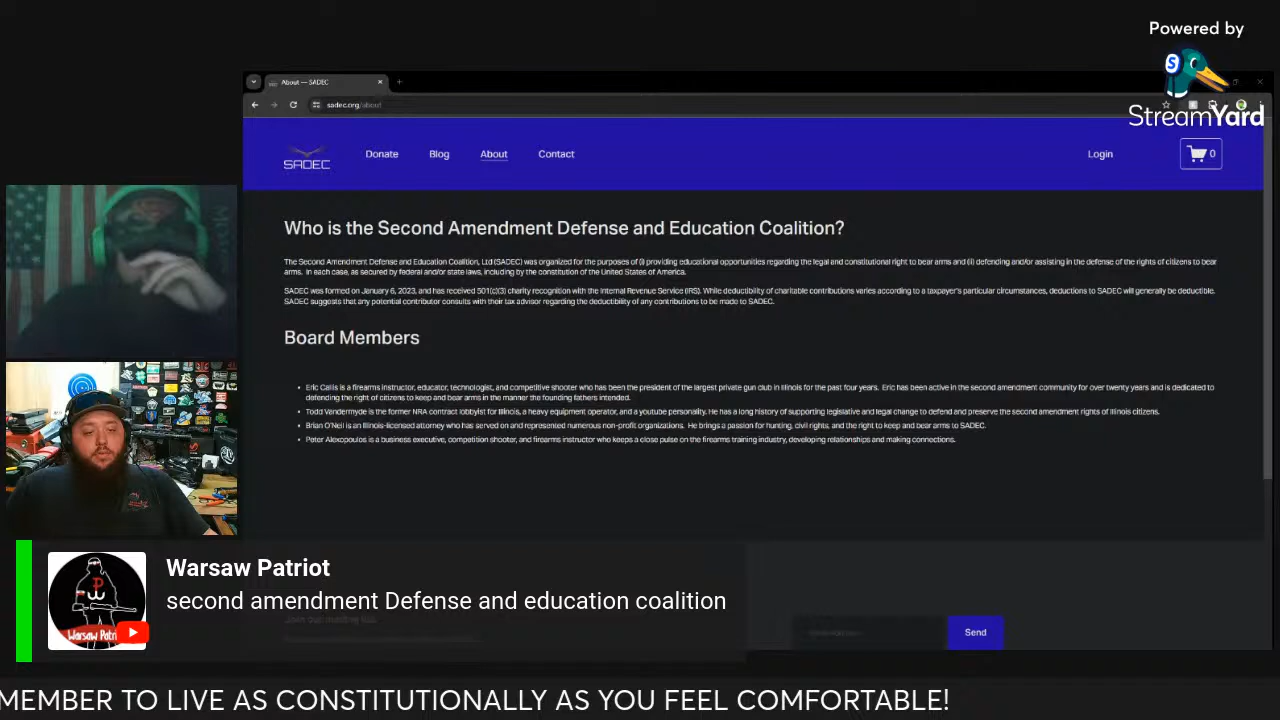 Powered by
StreamYard
About — SADEC
sadec.org/about
SADEC
Donate
Blog
About
Contact
Login
0
Who is the Second Amendment Defense and Education Coalition?
The Second Amendment Defense and Education Coalition, Ltd (SADEC) was organized for the purposes of (i) providing educational opportunities regarding the legal and constitutional right to bear arms and (ii) defending and/or assisting in the defense of the rights of citizens to bear
arms. In each case, as secured by federal and/or state laws, including by the constitution of the United States of America.
SADEC was formed on January 6, 2023, and has received 501(c)(3) charity recognition with the Internal Revenue Service (IRS). While deductibility of charitable contributions varies according to a taxpayer's particular circumstances, deductions to SADEC will generally be deductible.
SADEC suggests that any potential contributor consults with their tax advisor regarding the deductibility of any contributions to be made to SADEC.
Board Members
• Eric Callis is a firearms instructor, educator, technologist, and competitive shooter who has been the president of the largest private gun club in Illinois for the past four years. Eric has been active in the second amendment community for over twenty years and is dedicated to
defending the right of citizens to keep and bear arms in the manner the founding fathers intended.
• Todd Vandermyde is the former NRA contract lobbyist for Illinois, a heavy equipment operator, and a youtube personality. He has a long history of supporting legislative and legal change to defend and preserve the second amendment rights of Illinois citizens.
• Brian O'Neil is an Illinois-licensed attorney who has served on and represented numerous non-profit organizations. He brings a passion for hunting, civil rights, and the right to keep and bear arms to SADEC.
• Peter Alexopoulos is a business executive, competition shooter, and firearms instructor who keeps a close pulse on the firearms training industry, developing relationships and making connections.
Warsaw Patriot
second amendment Defense and education coalition
Send
MEMBER TO LIVE AS CONSTITUTIONALLY AS YOU FEEL COMFORTABLE!